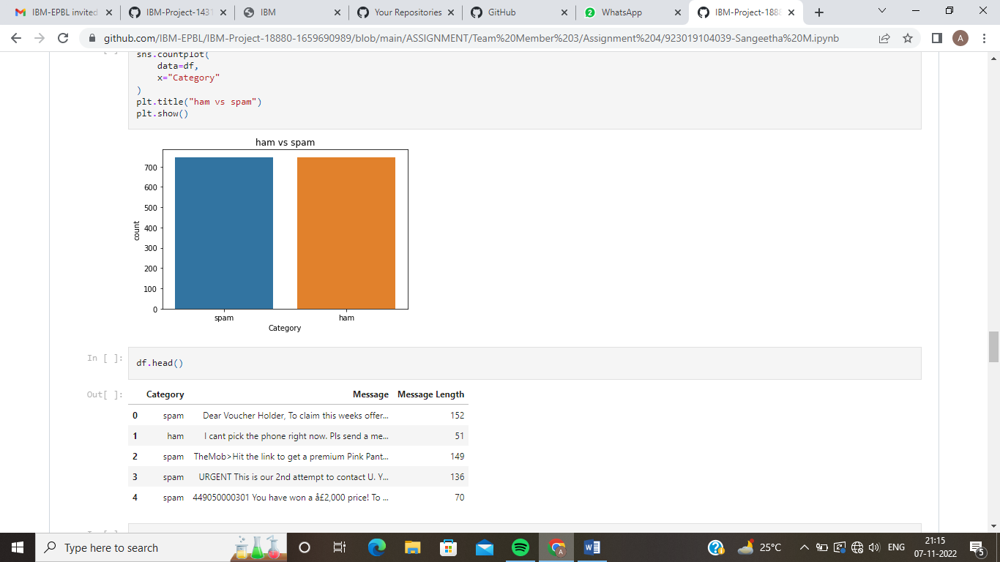 IBM-EPBL invited
IBM-Project-1431
IBM
Your Repositories
GitHub
2 WhatsApp
IBM-Project-1888
github.com/IBM-EPBL/IBM-Project-18880-1659690989/blob/main/ASSIGNMENT/Team%20Member%203/Assignment%204/923019104039-Sangeetha%20M.ipynb
A
sns.countplot(
data=df,
x="Category"
)
plt.title("ham vs spam")
plt.show()
ham vs spam
700
600
500
400
300
200
100
0
count
spam ham
Category
In [ ]: df.head()
Out[ ]: Category Message Message Length
0 spam Dear Voucher Holder, To claim this weeks offer... 152
1 ham I cant pick the phone right now. Pls send a me... 51
2 spam TheMob>Hit the link to get a premium Pink Pant... 149
3 spam URGENT This is our 2nd attempt to contact U. Y... 136
4 spam 449050000301 You have won a å£2,000 price! To ... 70
Type here to search
25°C
ENG
21:15
07-11-2022
5